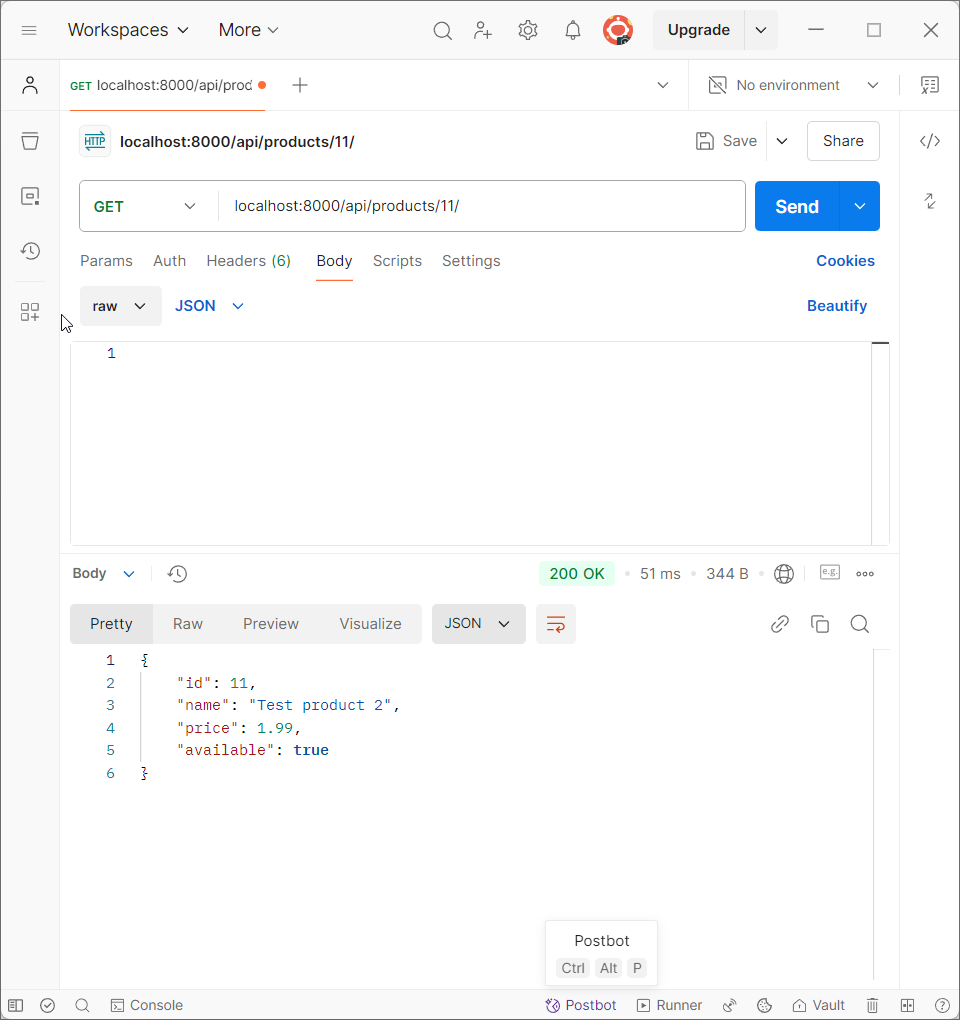 Workspaces More Upgrade
GET localhost:8000/api/prod No environment
HTTP localhost:8000/api/products/11/ Save Share
GET localhost:8000/api/products/11/ Send
Params Auth Headers (6) Body Scripts Settings Cookies
raw JSON Beautify
1
Body 200 OK 51 ms 344 B e.g.
Pretty Raw Preview Visualize JSON
1 {
2 "id": 11,
3 "name": "Test product 2",
4 "price": 1.99,
5 "available": true
6 }
Postbot
Ctrl Alt P
Console Postbot Runner Vault